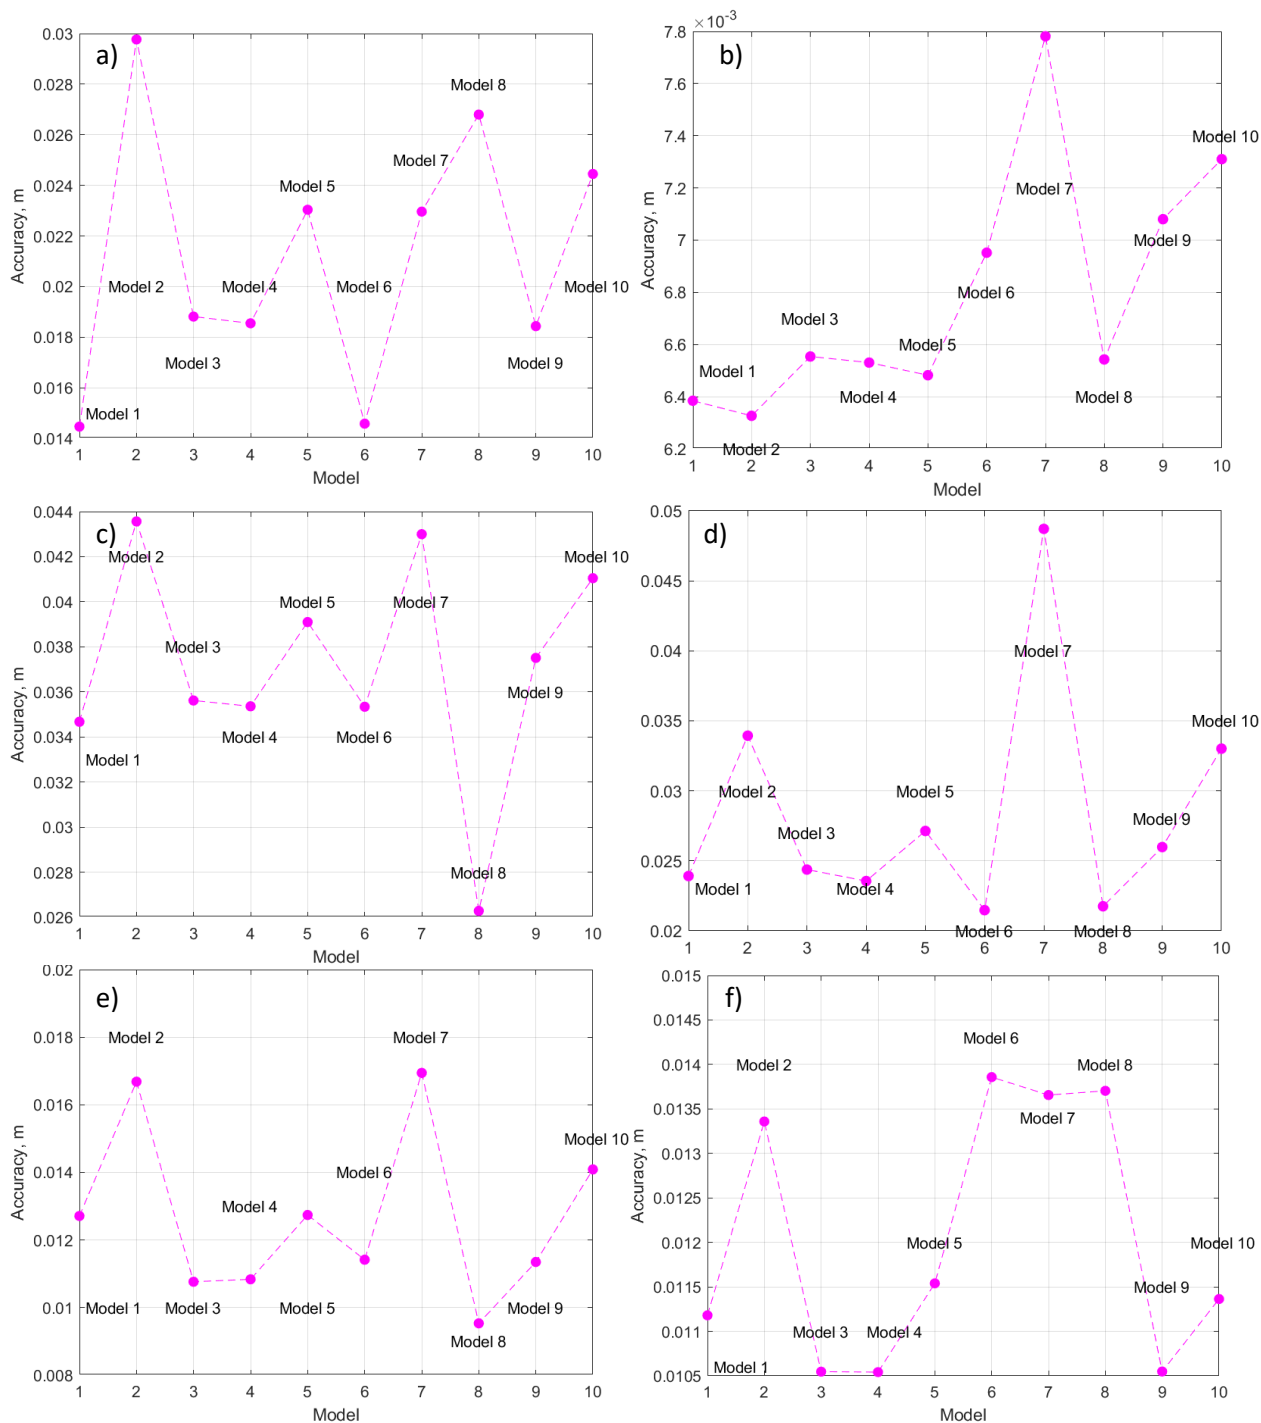 a)
0.03
0.028
0.026
0.024
0.022
0.02
0.018
0.016
0.014
Accuracy, m
Model 1
Model 2
Model 3
Model 4
Model 5
Model 6
Model 7
Model 8
Model 9
Model 10
1 2 3 4 5 6 7 8 9 10
Model
b)
×10⁻³
7.8
7.6
7.4
7.2
7
6.8
6.6
6.4
6.2
Accuracy, m
Model 1
Model 2
Model 3
Model 4
Model 5
Model 6
Model 7
Model 8
Model 9
Model 10
1 2 3 4 5 6 7 8 9 10
Model
c)
0.044
0.042
0.04
0.038
0.036
0.034
0.032
0.03
0.028
0.026
Accuracy, m
Model 1
Model 2
Model 3
Model 4
Model 5
Model 6
Model 7
Model 8
Model 9
Model 10
1 2 3 4 5 6 7 8 9 10
Model
d)
0.05
0.045
0.04
0.035
0.03
0.025
0.02
Model 1
Model 2
Model 3
Model 4
Model 5
Model 6
Model 7
Model 8
Model 9
Model 10
1 2 3 4 5 6 7 8 9 10
e)
0.02
0.018
0.016
0.014
0.012
0.01
0.008
Accuracy, m
Model 1
Model 2
Model 3
Model 4
Model 5
Model 6
Model 7
Model 8
Model 9
Model 10
1 2 3 4 5 6 7 8 9 10
Model
f)
0.015
0.0145
0.014
0.0135
0.013
0.0125
0.012
0.0115
0.011
0.0105
Accuracy, m
Model 1
Model 2
Model 3
Model 4
Model 5
Model 6
Model 7
Model 8
Model 9
Model 10
1 2 3 4 5 6 7 8 9 10
Model